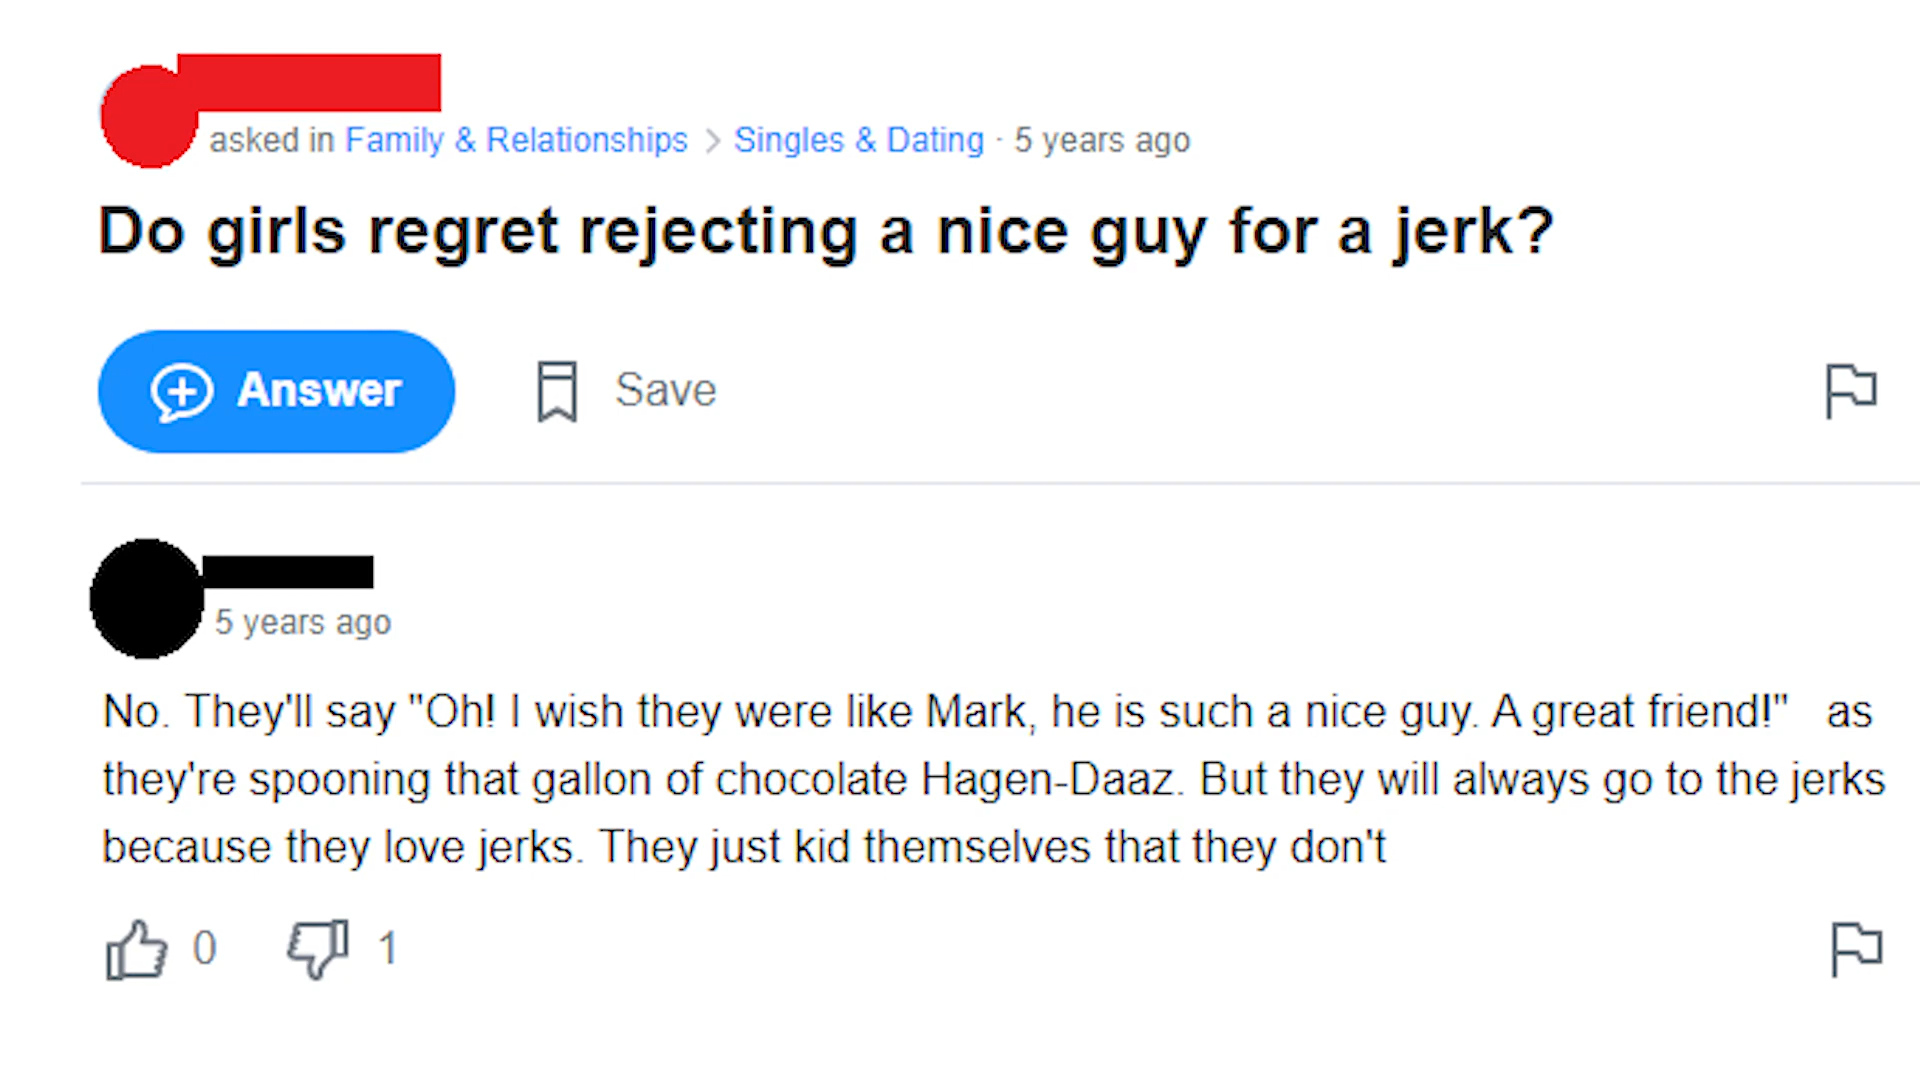 asked in Family & Relationships > Singles & Dating · 5 years ago
Do girls regret rejecting a nice guy for a jerk?
Answer Save
5 years ago
No. They'll say "Oh! I wish they were like Mark, he is such a nice guy. A great friend!"   as
they're spooning that gallon of chocolate Hagen-Daaz. But they will always go to the jerks
because they love jerks. They just kid themselves that they don't
0 1